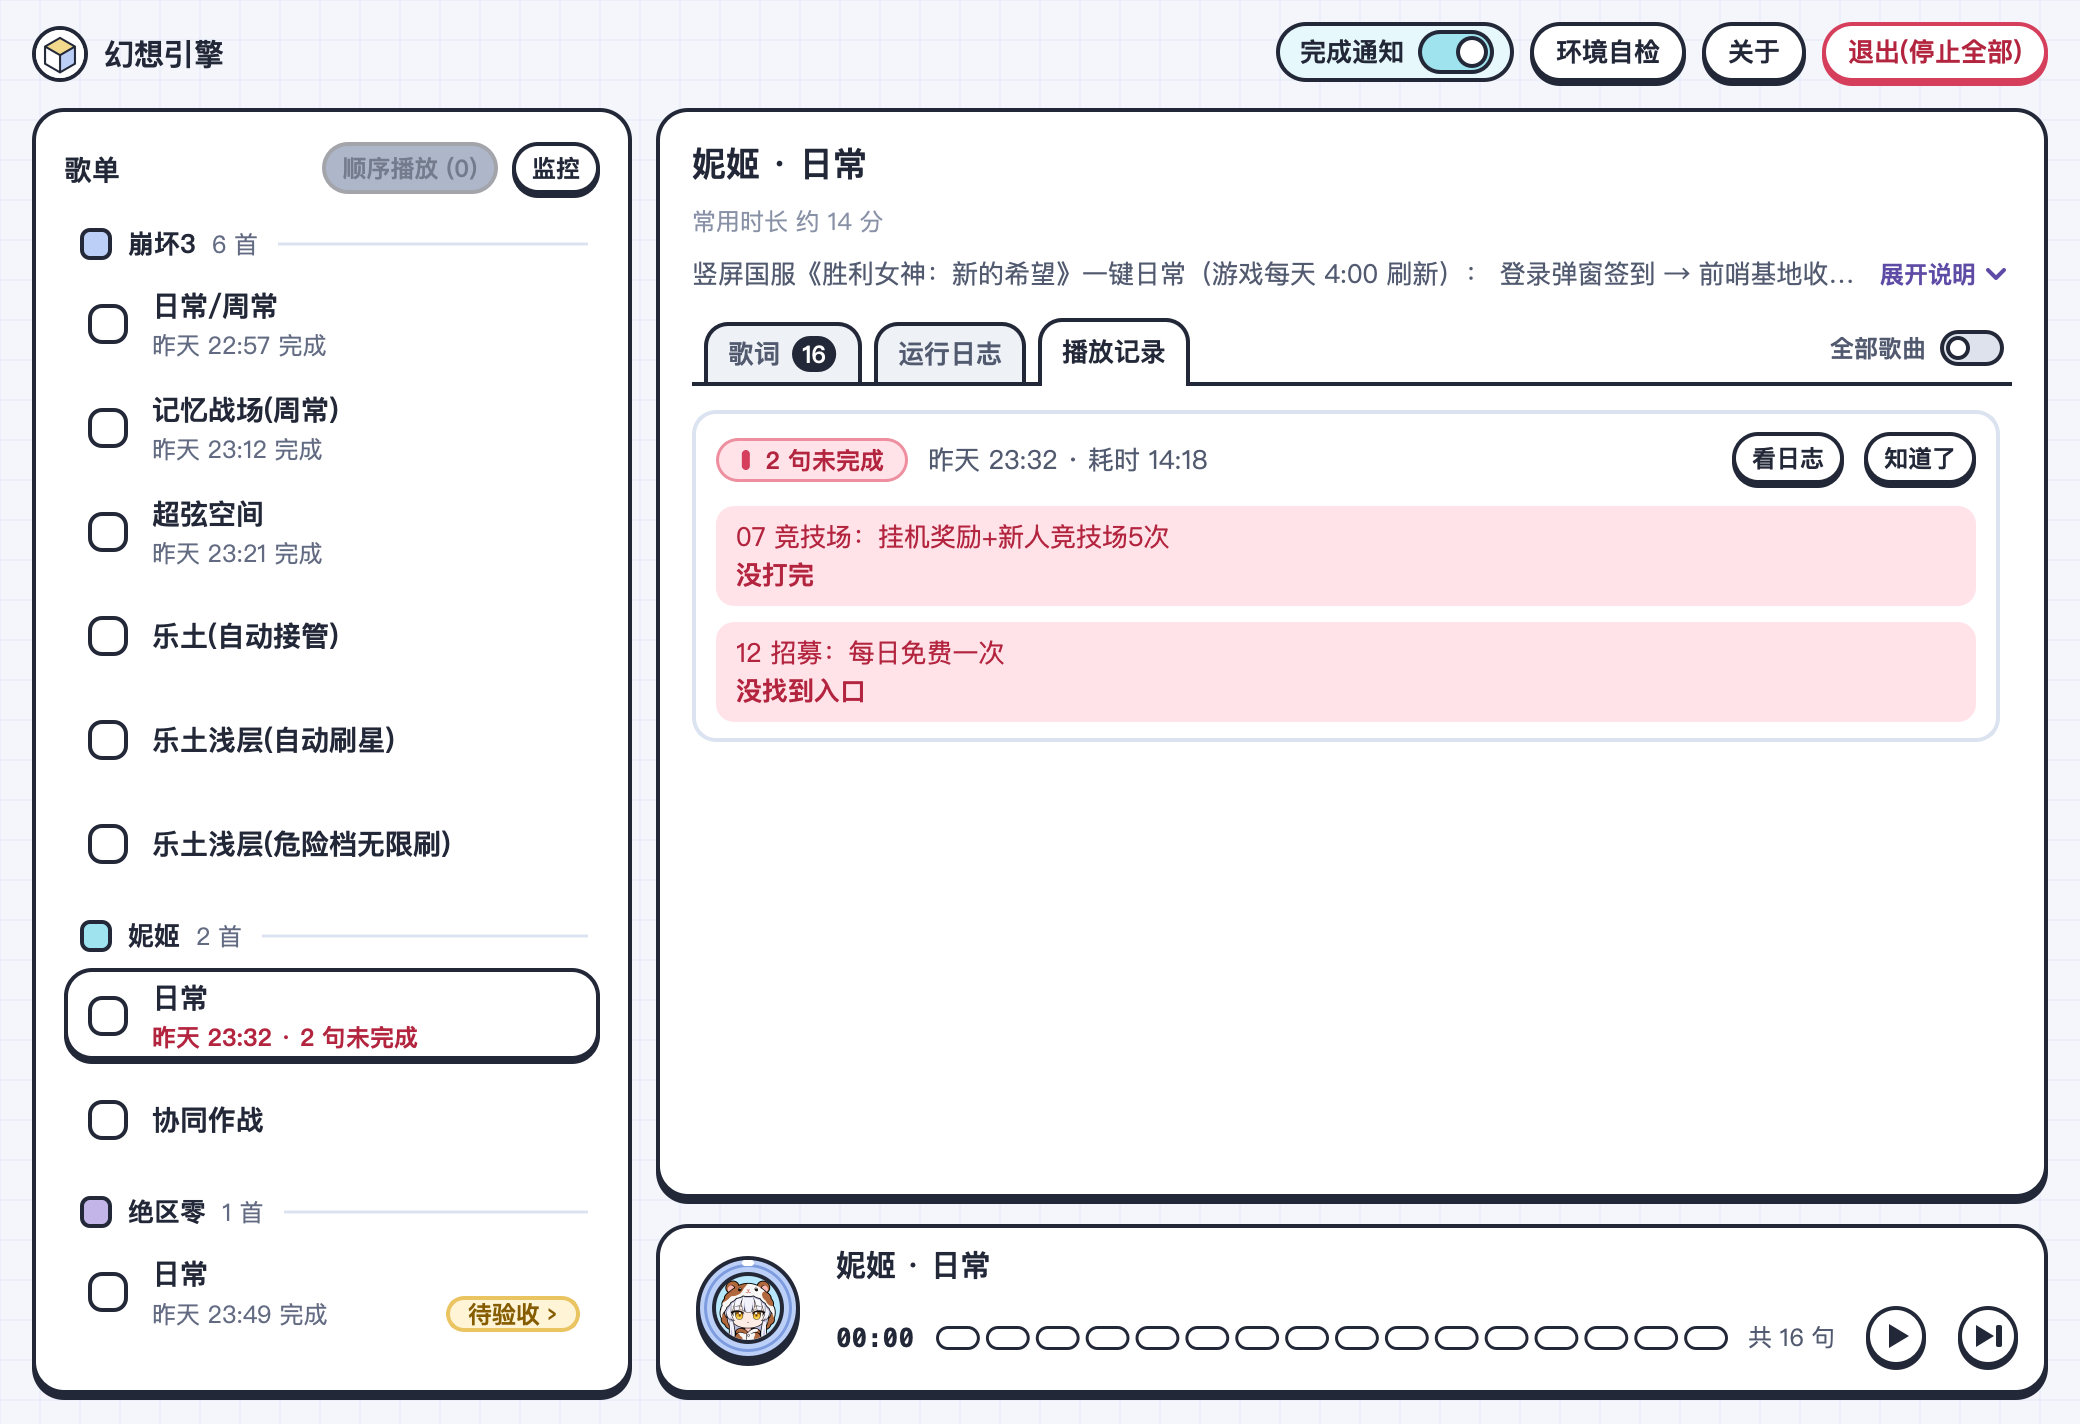 幻想引擎
完成通知
环境自检
关于
退出(停止全部)
歌单
顺序播放 (0)
监控
崩坏3 6 首
日常/周常
昨天 22:57 完成
记忆战场(周常)
昨天 23:12 完成
超弦空间
昨天 23:21 完成
乐土(自动接管)
乐土浅层(自动刷星)
乐土浅层(危险档无限刷)
妮姬 2 首
日常
昨天 23:32 · 2 句未完成
协同作战
绝区零 1 首
日常
昨天 23:49 完成
待验收 ›
妮姬 · 日常
常用时长 约 14 分
竖屏国服《胜利女神：新的希望》一键日常（游戏每天 4:00 刷新）： 登录弹窗签到 → 前哨基地收…
展开说明
歌词 16
运行日志
播放记录
全部歌曲
2 句未完成
昨天 23:32 · 耗时 14:18
看日志
知道了
07 竞技场：挂机奖励+新人竞技场5次
没打完
12 招募：每日免费一次
没找到入口
妮姬 · 日常
00:00
共 16 句